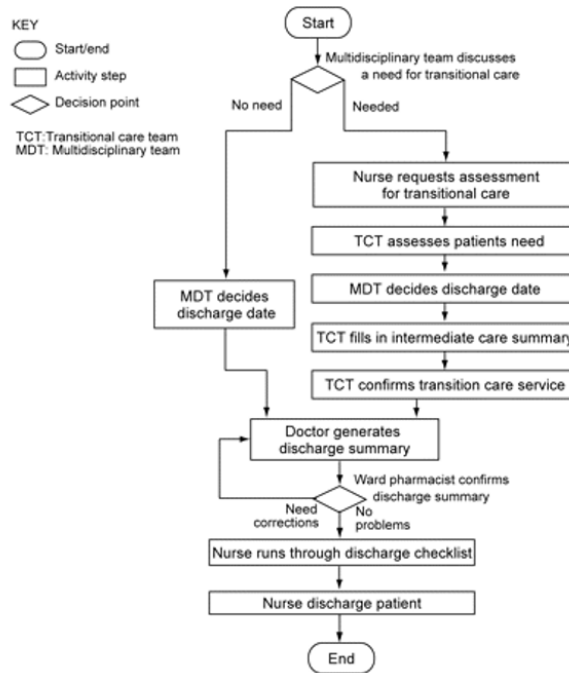 KEY
Start/end
Activity step
Decision point
TCT:Transitional care team
MDT: Multidisciplinary team
Start
Multidisciplinary team discusses
a need for transitional care
No need
Needed
Nurse requests assessment
for transitional care
TCT assesses patients need
MDT decides
discharge date
MDT decides discharge date
TCT fills in intermediate care summary
TCT confirms transition care service
Doctor generates
discharge summary
Ward pharmacist confirms
discharge summary
Need
corrections
No
problems
Nurse runs through discharge checklist
Nurse discharge patient
End